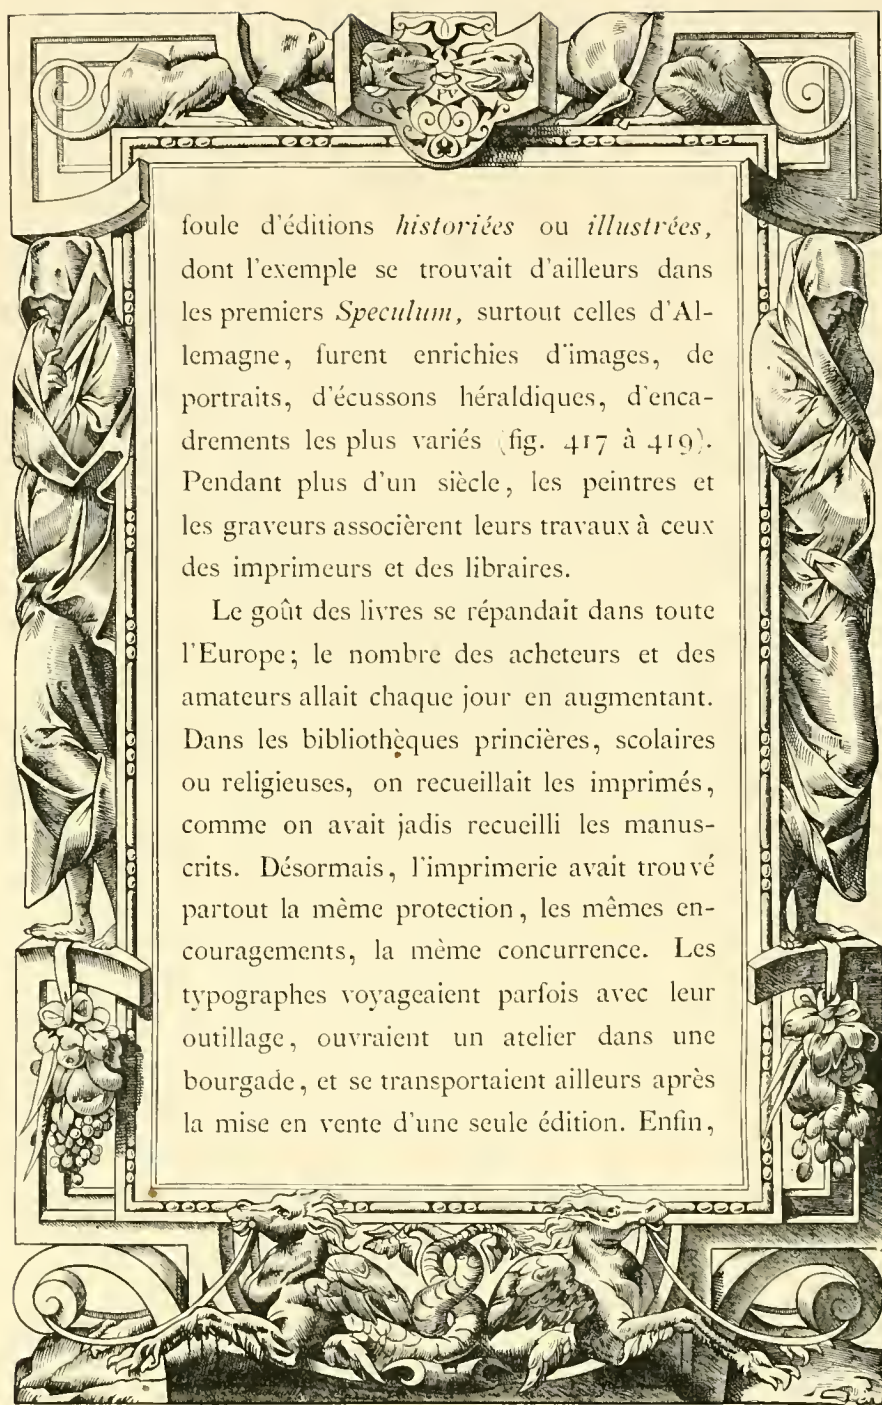 PV
foule d'éditions historiées ou illustrées,
dont l'exemple se trouvait d'ailleurs dans
les premiers Speculum, surtout celles d'Al-
lemagne, furent enrichies d'images, de
portraits, d'écussons héraldiques, d'enca-
drements les plus variés (fig. 417 à 419).
Pendant plus d'un siècle, les peintres et
les graveurs associèrent leurs travaux à ceux
des imprimeurs et des libraires.
Le goût des livres se répandait dans toute
l'Europe; le nombre des acheteurs et des
amateurs allait chaque jour en augmentant.
Dans les bibliothèques princières, scolaires
ou religieuses, on recueillait les imprimés,
comme on avait jadis recueilli les manus-
crits. Désormais, l'imprimerie avait trouvé
partout la même protection, les mêmes en-
couragements, la même concurrence. Les
typographes voyageaient parfois avec leur
outillage, ouvraient un atelier dans une
bourgade, et se transportaient ailleurs après
la mise en vente d'une seule édition. Enfin,